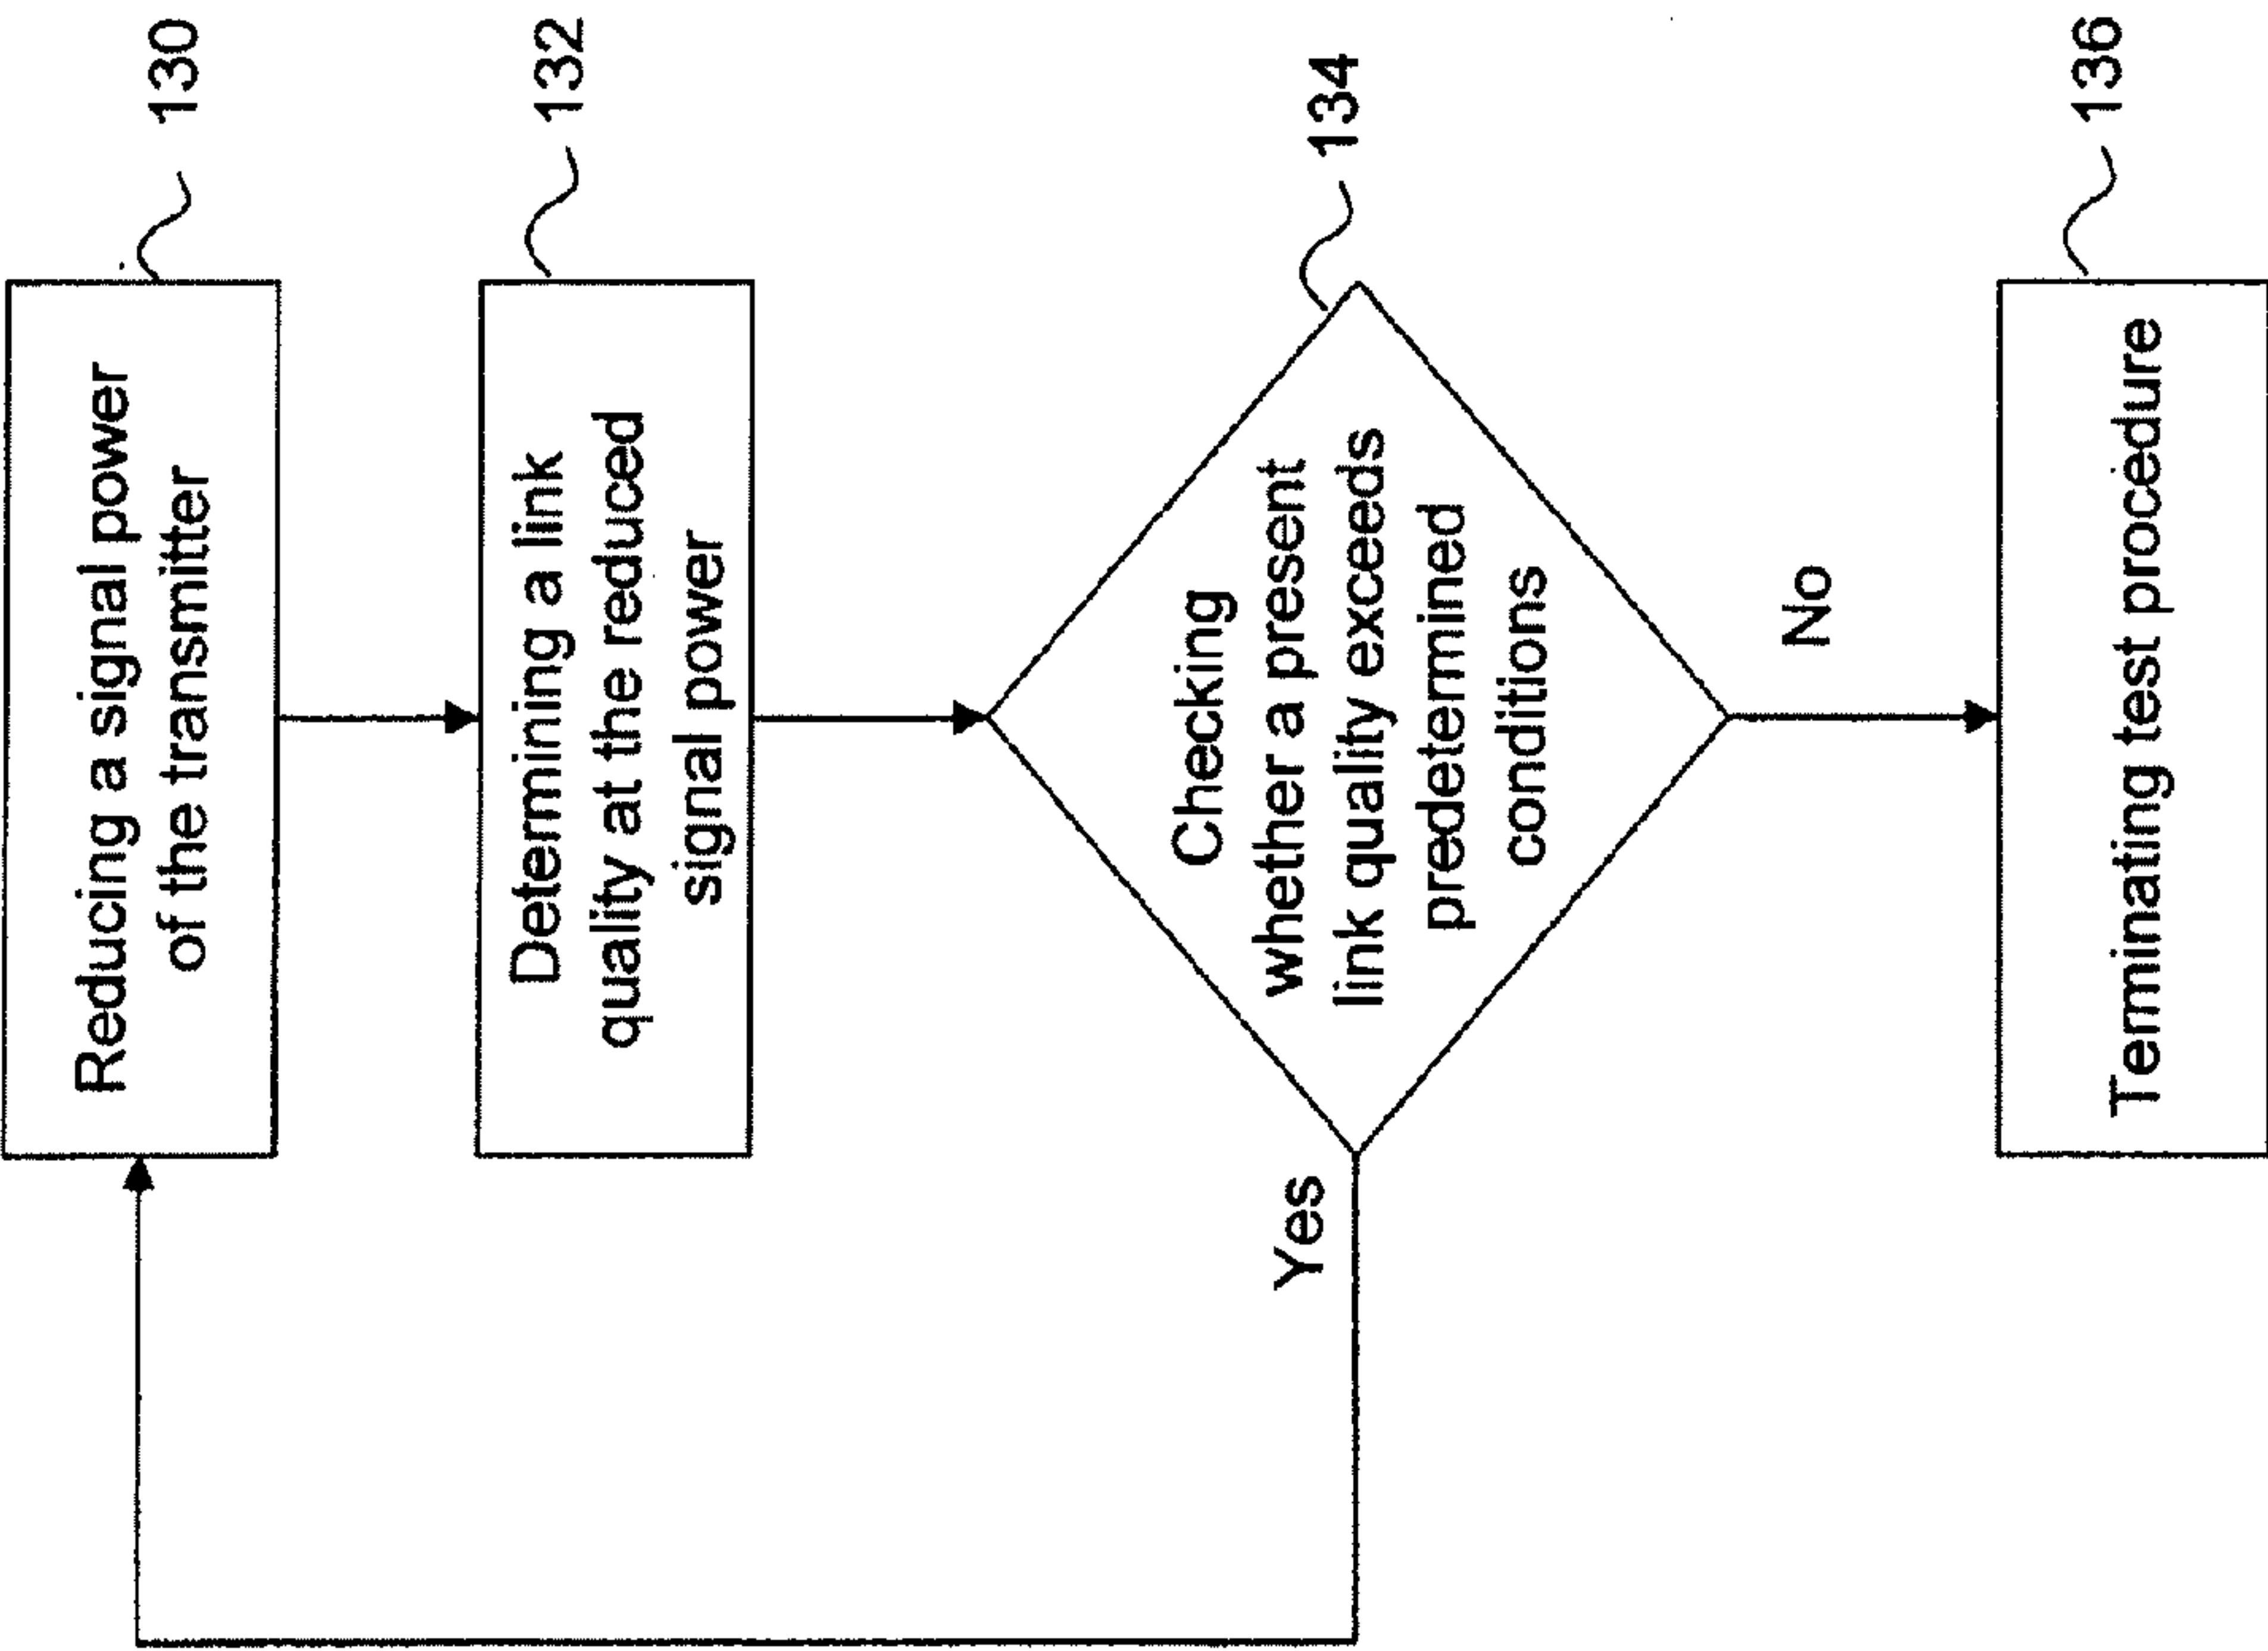 Reducing a signal power
of the transmitter
130
Determining a link
quality at the reduced
signal power
132
Checking
whether a present
link quality exceeds
predetermined
conditions
134
Yes
No
Terminating test procedure
136